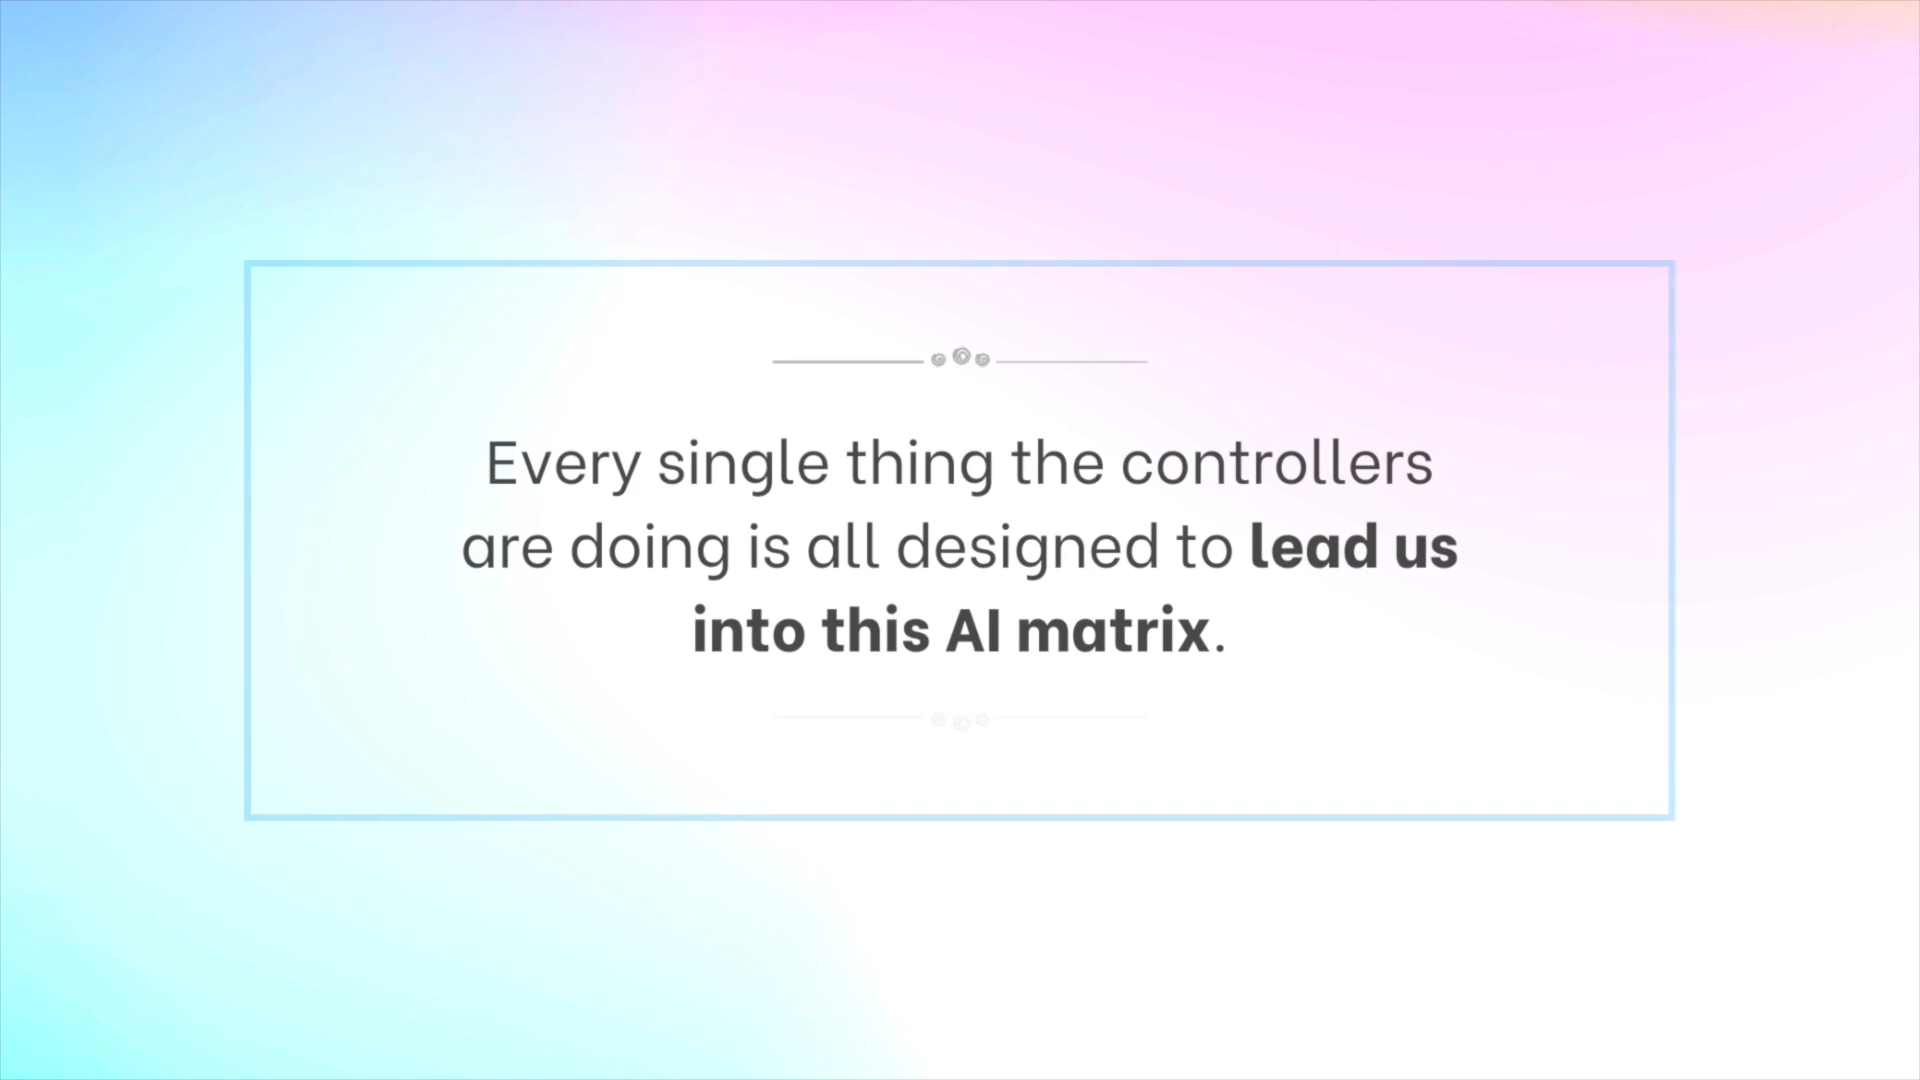 Every single thing the controllers
are doing is all designed to lead us
into this AI matrix.